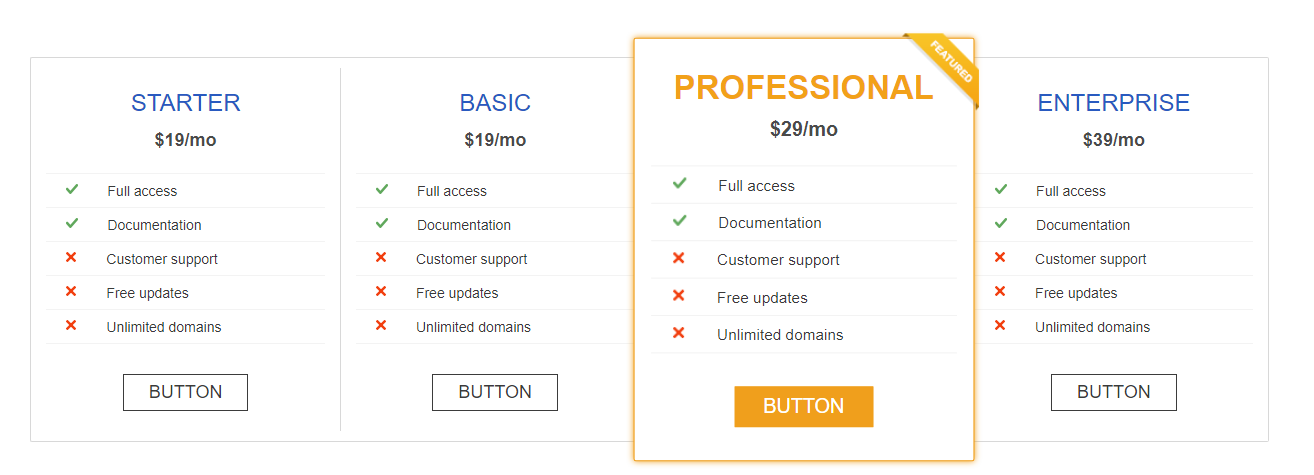 STARTER
$19/mo
Full access
Documentation
Customer support
Free updates
Unlimited domains
BUTTON
BASIC
$19/mo
Full access
Documentation
Customer support
Free updates
Unlimited domains
BUTTON
FEATURED
PROFESSIONAL
$29/mo
Full access
Documentation
Customer support
Free updates
Unlimited domains
BUTTON
ENTERPRISE
$39/mo
Full access
Documentation
Customer support
Free updates
Unlimited domains
BUTTON